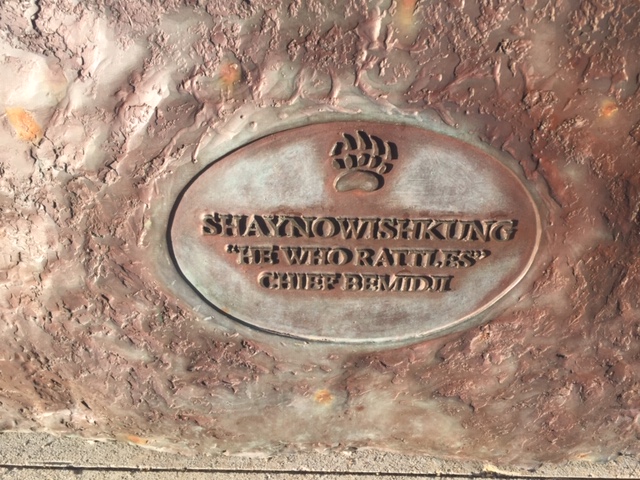 SHAYNOWISHKUNG
"HE WHO RATTLES"
CHIEF BEMIDJI